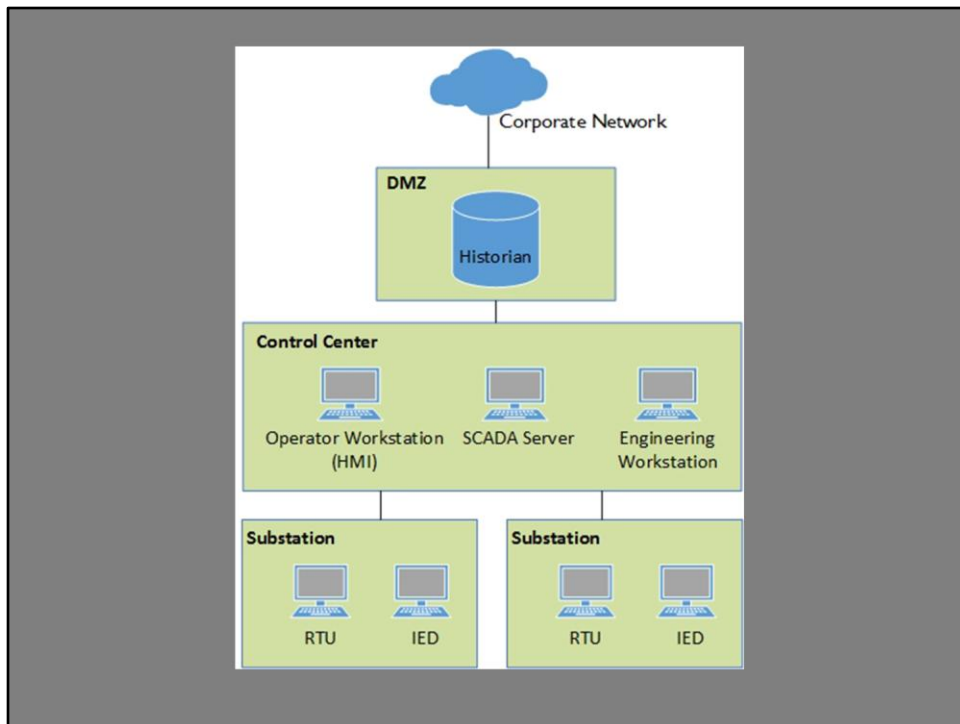 Corporate Network
DMZ
Historian
Control Center
Operator Workstation
(HMI)
SCADA Server
Engineering
Workstation
Substation
RTU
IED
Substation
RTU
IED